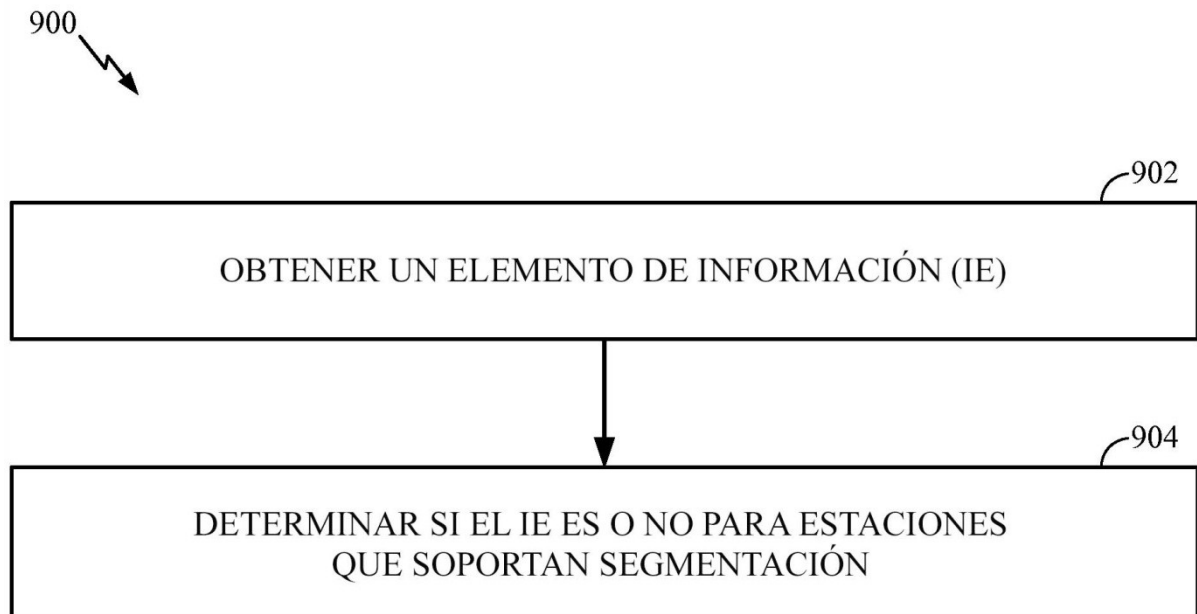 900
902
OBTENER UN ELEMENTO DE INFORMACIÓN (IE)
904
DETERMINAR SI EL IE ES O NO PARA ESTACIONES
QUE SOPORTAN SEGMENTACIÓN